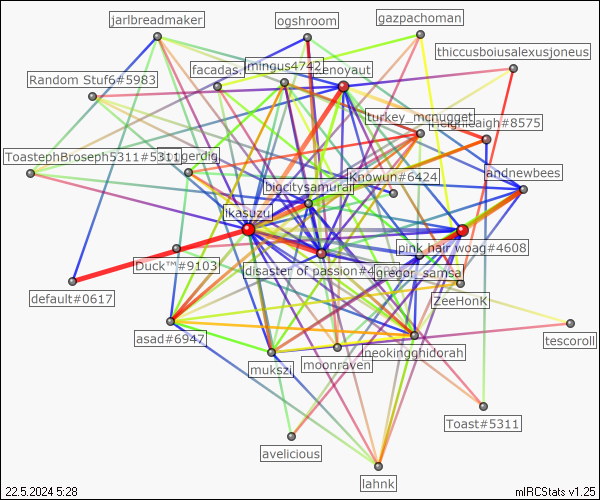 jarlbreadmaker
ogshroom
gazpachoman
thiccusboiusalexusjoneus
Random Stuf6#5983
facadas.
mingus4742
zenoyaut
turkey_mcnugget
#8575
ToastephBroseph5311#5311
gerdig
bigcitysamurai
Knowun#6424
andnewbees
ikasuzu
pink hair woag#4608
Duck™#9103
disaster of passion#4
gregor_samsa
default#0617
ZeeHonK
asad#6947
mukszi
moonraven
neokingghidorah
tescoroll
Toast#5311
avelicious
lahnk
22.5.2024 5:28
mIRCStats v1.25